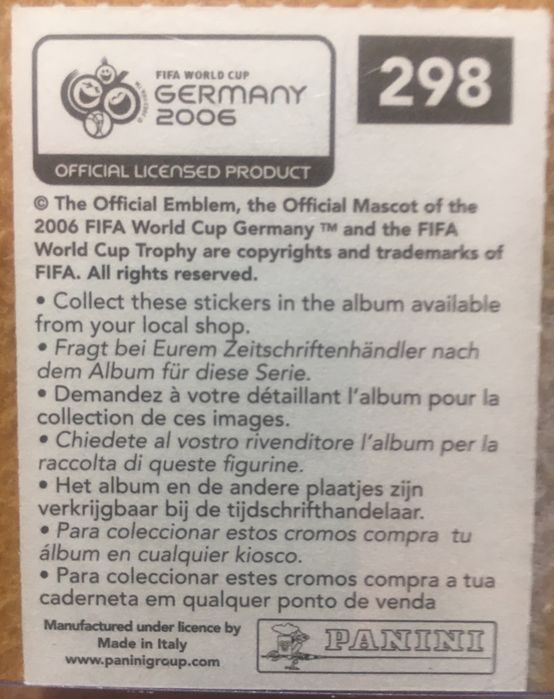 FIFA WORLD CUP
GERMANY
2006
298
OFFICIAL LICENSED PRODUCT
© The Official Emblem, the Official Mascot of the
2006 FIFA World Cup Germany ™ and the FIFA
World Cup Trophy are copyrights and trademarks of
FIFA. All rights reserved.
• Collect these stickers in the album available
from your local shop.
• Fragt bei Eurem Zeitschriftenhändler nach
dem Album für diese Serie.
• Demandez à votre détaillant l'album pour la
collection de ces images.
• Chiedete al vostro rivenditore l'album per la
raccolta di queste figurine.
• Het album en de andere plaatjes zijn
verkrijgbaar bij de tijdschrifthandelaar.
• Para coleccionar estos cromos compra tu
álbum en cualquier kiosco.
• Para coleccionar estes cromos compra a tua
caderneta em qualquer ponto de venda
Manufactured under licence by
Made in Italy
www.paninigroup.com
PANINI